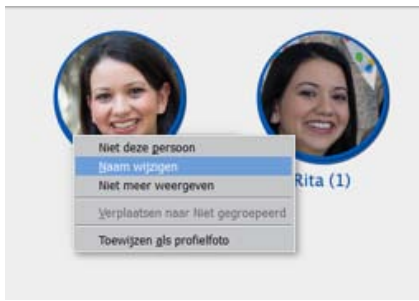 Niet deze persoon
Naam wijzigen
Niet meer weergeven
Rita (1)
Verplaatsen naar Niet gegroepeerd
Toewijzen als profielfoto